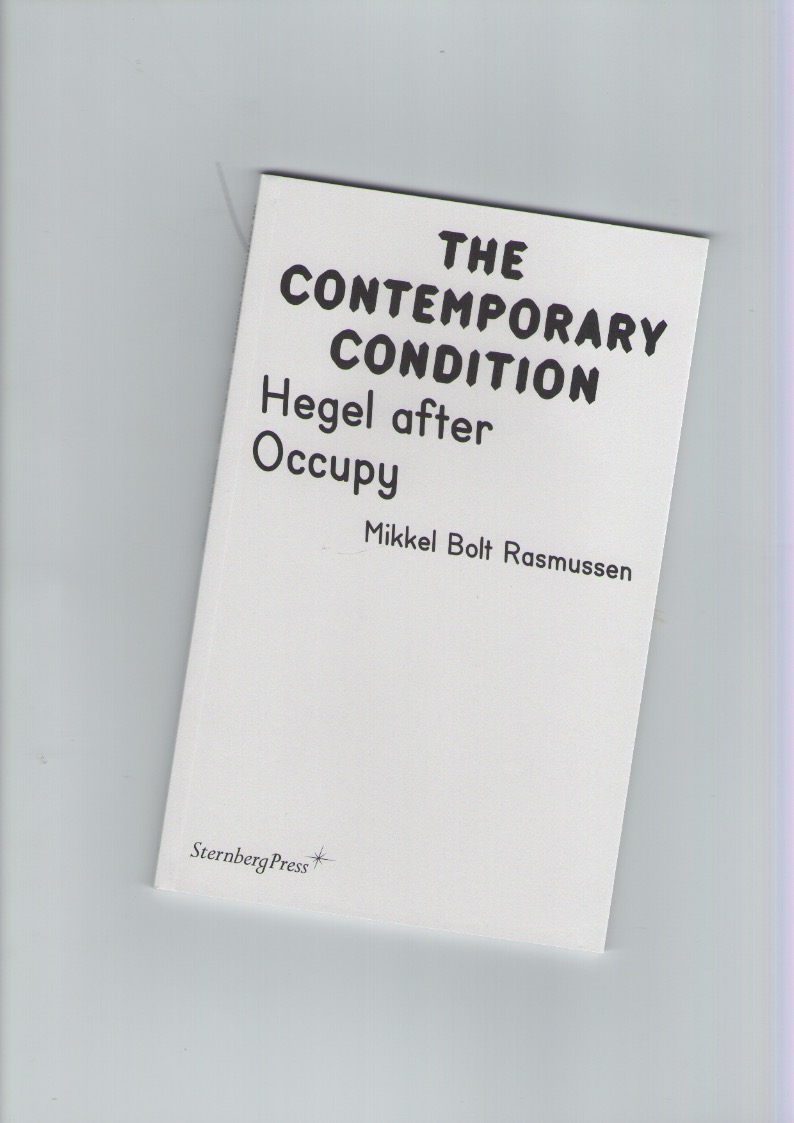 THE
CONTEMPORARY
CONDITION
Hegel after
Occupy
Mikkel Bolt Rasmussen
SternbergPress